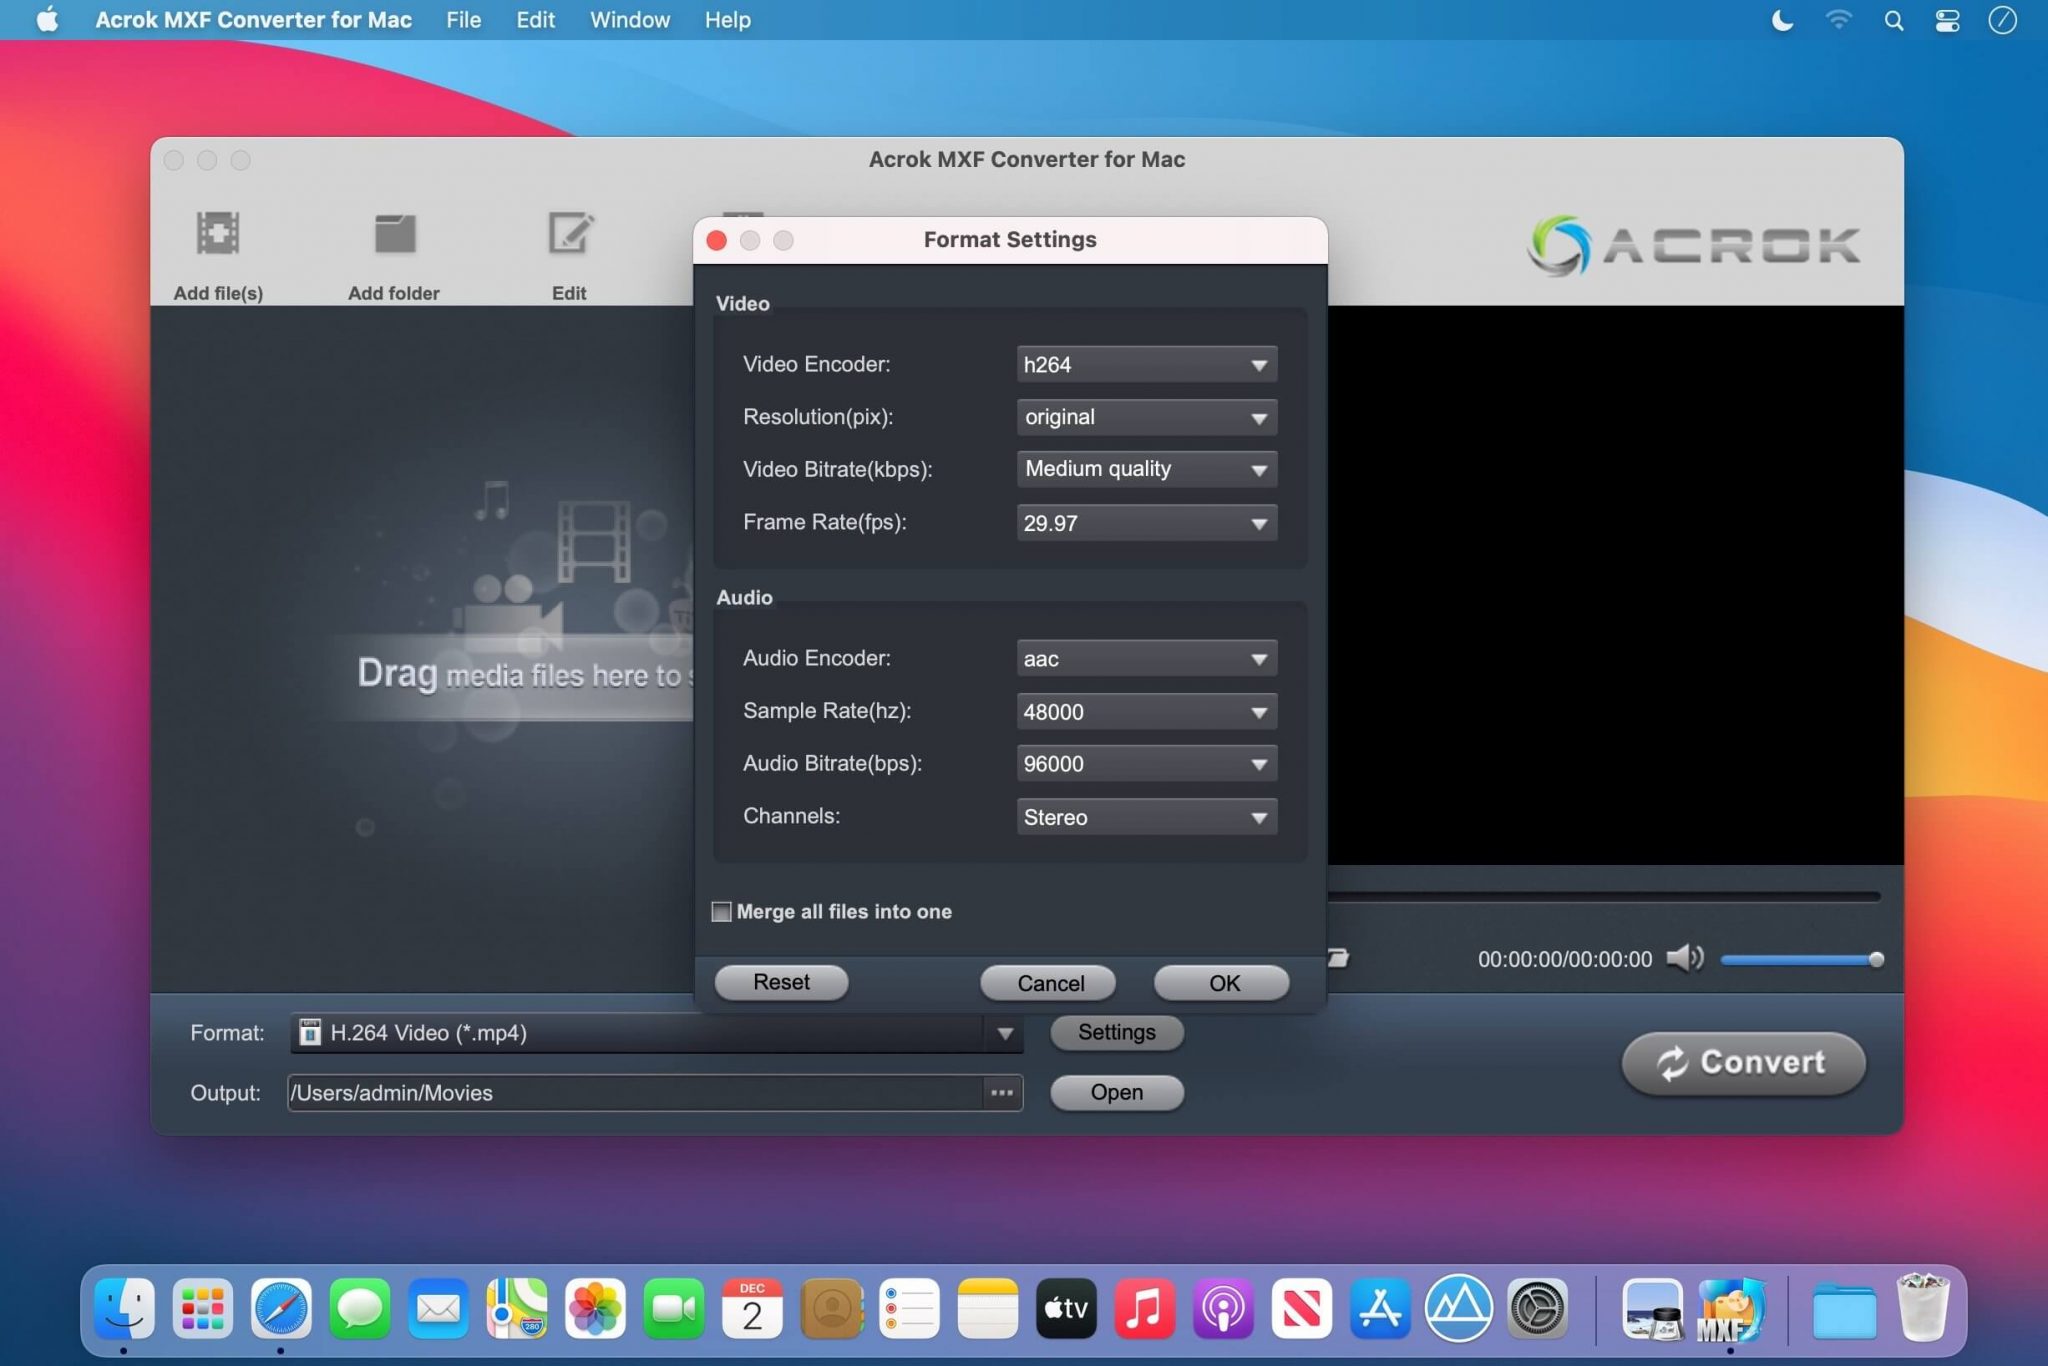 Acrok MXF Converter for Mac File Edit Window Help
Acrok MXF Converter for Mac
Add file(s) Add folder Edit
ACROK
Format Settings
Video
Video Encoder: h264
Resolution(pix): original
Video Bitrate(kbps): Medium quality
Frame Rate(fps): 29.97
Audio
Audio Encoder: aac
Sample Rate(hz): 48000
Audio Bitrate(bps): 96000
Channels: Stereo
Merge all files into one
Reset Cancel OK
Drag media files here to
00:00:00/00:00:00
Format: H.264 Video (*.mp4) Settings
Output: /Users/admin/Movies Open
Convert
280
DEC
2
tv
MXF